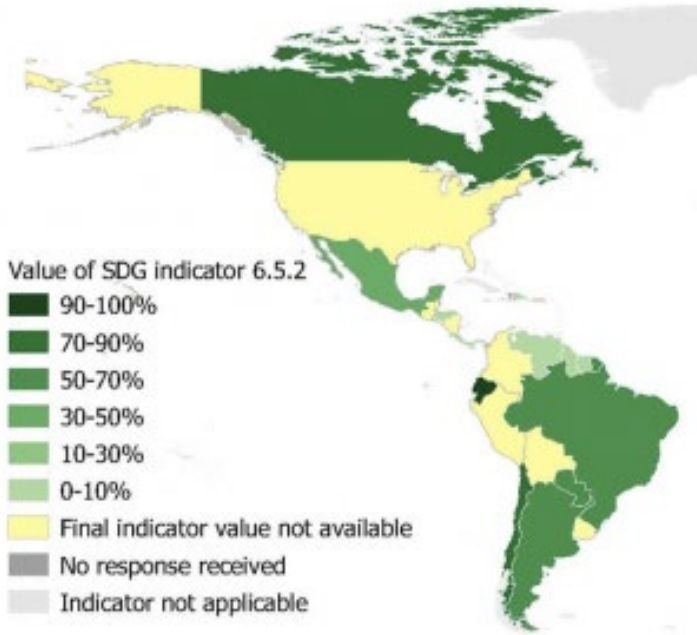 Value of SDG indicator 6.5.2
90-100%
70-90%
50-70%
30-50%
10-30%
0-10%
Final indicator value not available
No response received
Indicator not applicable